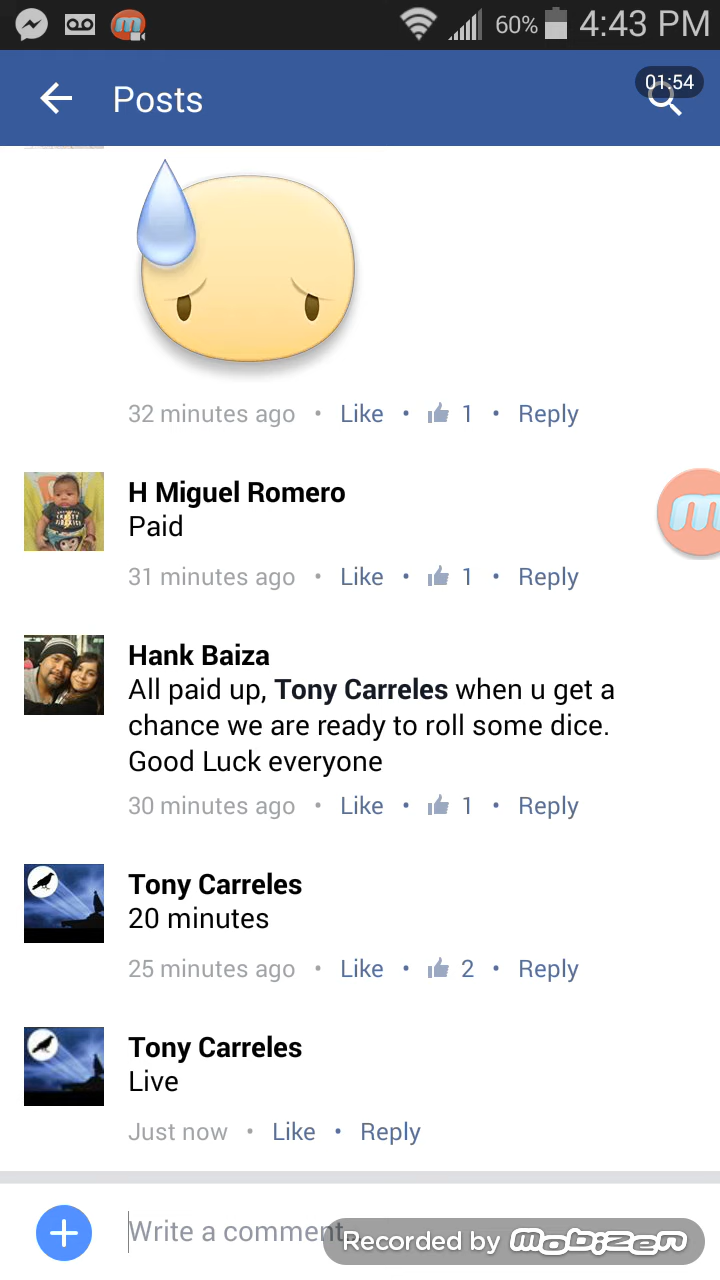 60% 4:43 PM
Posts
01:54
32 minutes ago • Like • 1 • Reply
H Miguel Romero
Paid
31 minutes ago • Like • 1 • Reply
Hank Baiza
All paid up, Tony Carreles when u get a
chance we are ready to roll some dice.
Good Luck everyone
30 minutes ago • Like • 1 • Reply
Tony Carreles
20 minutes
25 minutes ago • Like • 2 • Reply
Tony Carreles
Live
Just now • Like • Reply
Write a comment...
Recorded by mobizen